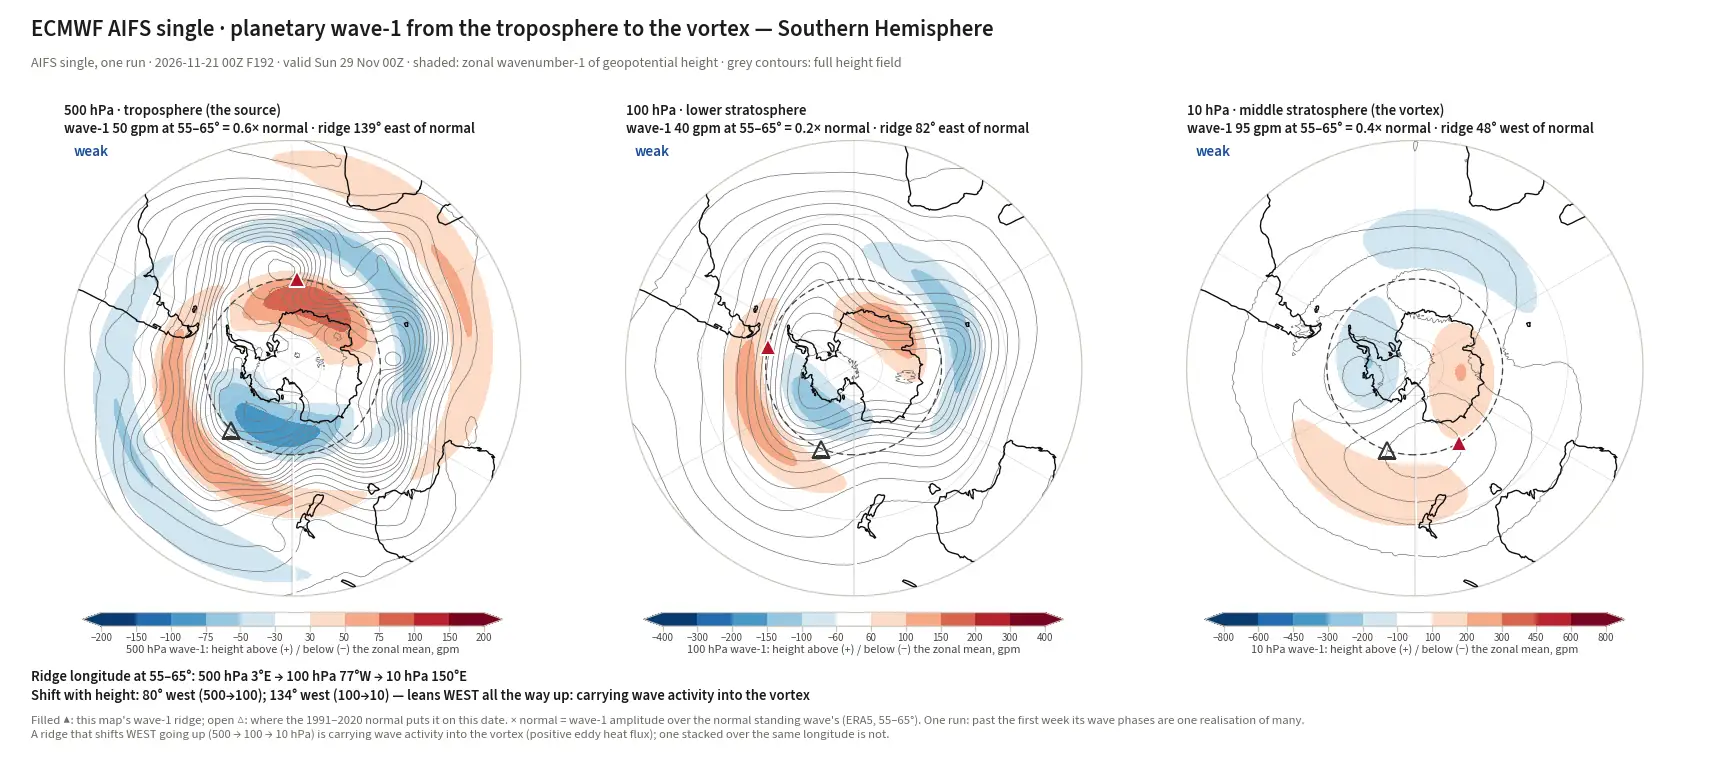 ECMWF AIFS single · planetary wave-1 from the troposphere to the vortex — Southern Hemisphere
AIFS single, one run · 2026-11-21 00Z F192 · valid Sun 29 Nov 00Z · shaded: zonal wavenumber-1 of geopotential height · grey contours: full height field
500 hPa · troposphere (the source)
wave-1 50 gpm at 55–65° = 0.6× normal · ridge 139° east of normal
weak
100 hPa · lower stratosphere
wave-1 40 gpm at 55–65° = 0.2× normal · ridge 82° east of normal
weak
10 hPa · middle stratosphere (the vortex)
wave-1 95 gpm at 55–65° = 0.4× normal · ridge 48° west of normal
weak
−200 −150 −100 −75 −50 −30 30 50 75 100 150 200
500 hPa wave-1: height above (+) / below (−) the zonal mean, gpm
−400 −300 −200 −150 −100 −60 60 100 150 200 300 400
100 hPa wave-1: height above (+) / below (−) the zonal mean, gpm
−800 −600 −450 −300 −200 −100 100 200 300 450 600 800
10 hPa wave-1: height above (+) / below (−) the zonal mean, gpm
Ridge longitude at 55–65°: 500 hPa 3°E → 100 hPa 77°W → 10 hPa 150°E
Shift with height: 80° west (500→100); 134° west (100→10) — leans WEST all the way up: carrying wave activity into the vortex
Filled ▲: this map's wave-1 ridge; open △: where the 1991–2020 normal puts it on this date. × normal = wave-1 amplitude over the normal standing wave's (ERA5, 55–65°). One run: past the first week its wave phases are one realisation of many.
A ridge that shifts WEST going up (500 → 100 → 10 hPa) is carrying wave activity into the vortex (positive eddy heat flux); one stacked over the same longitude is not.